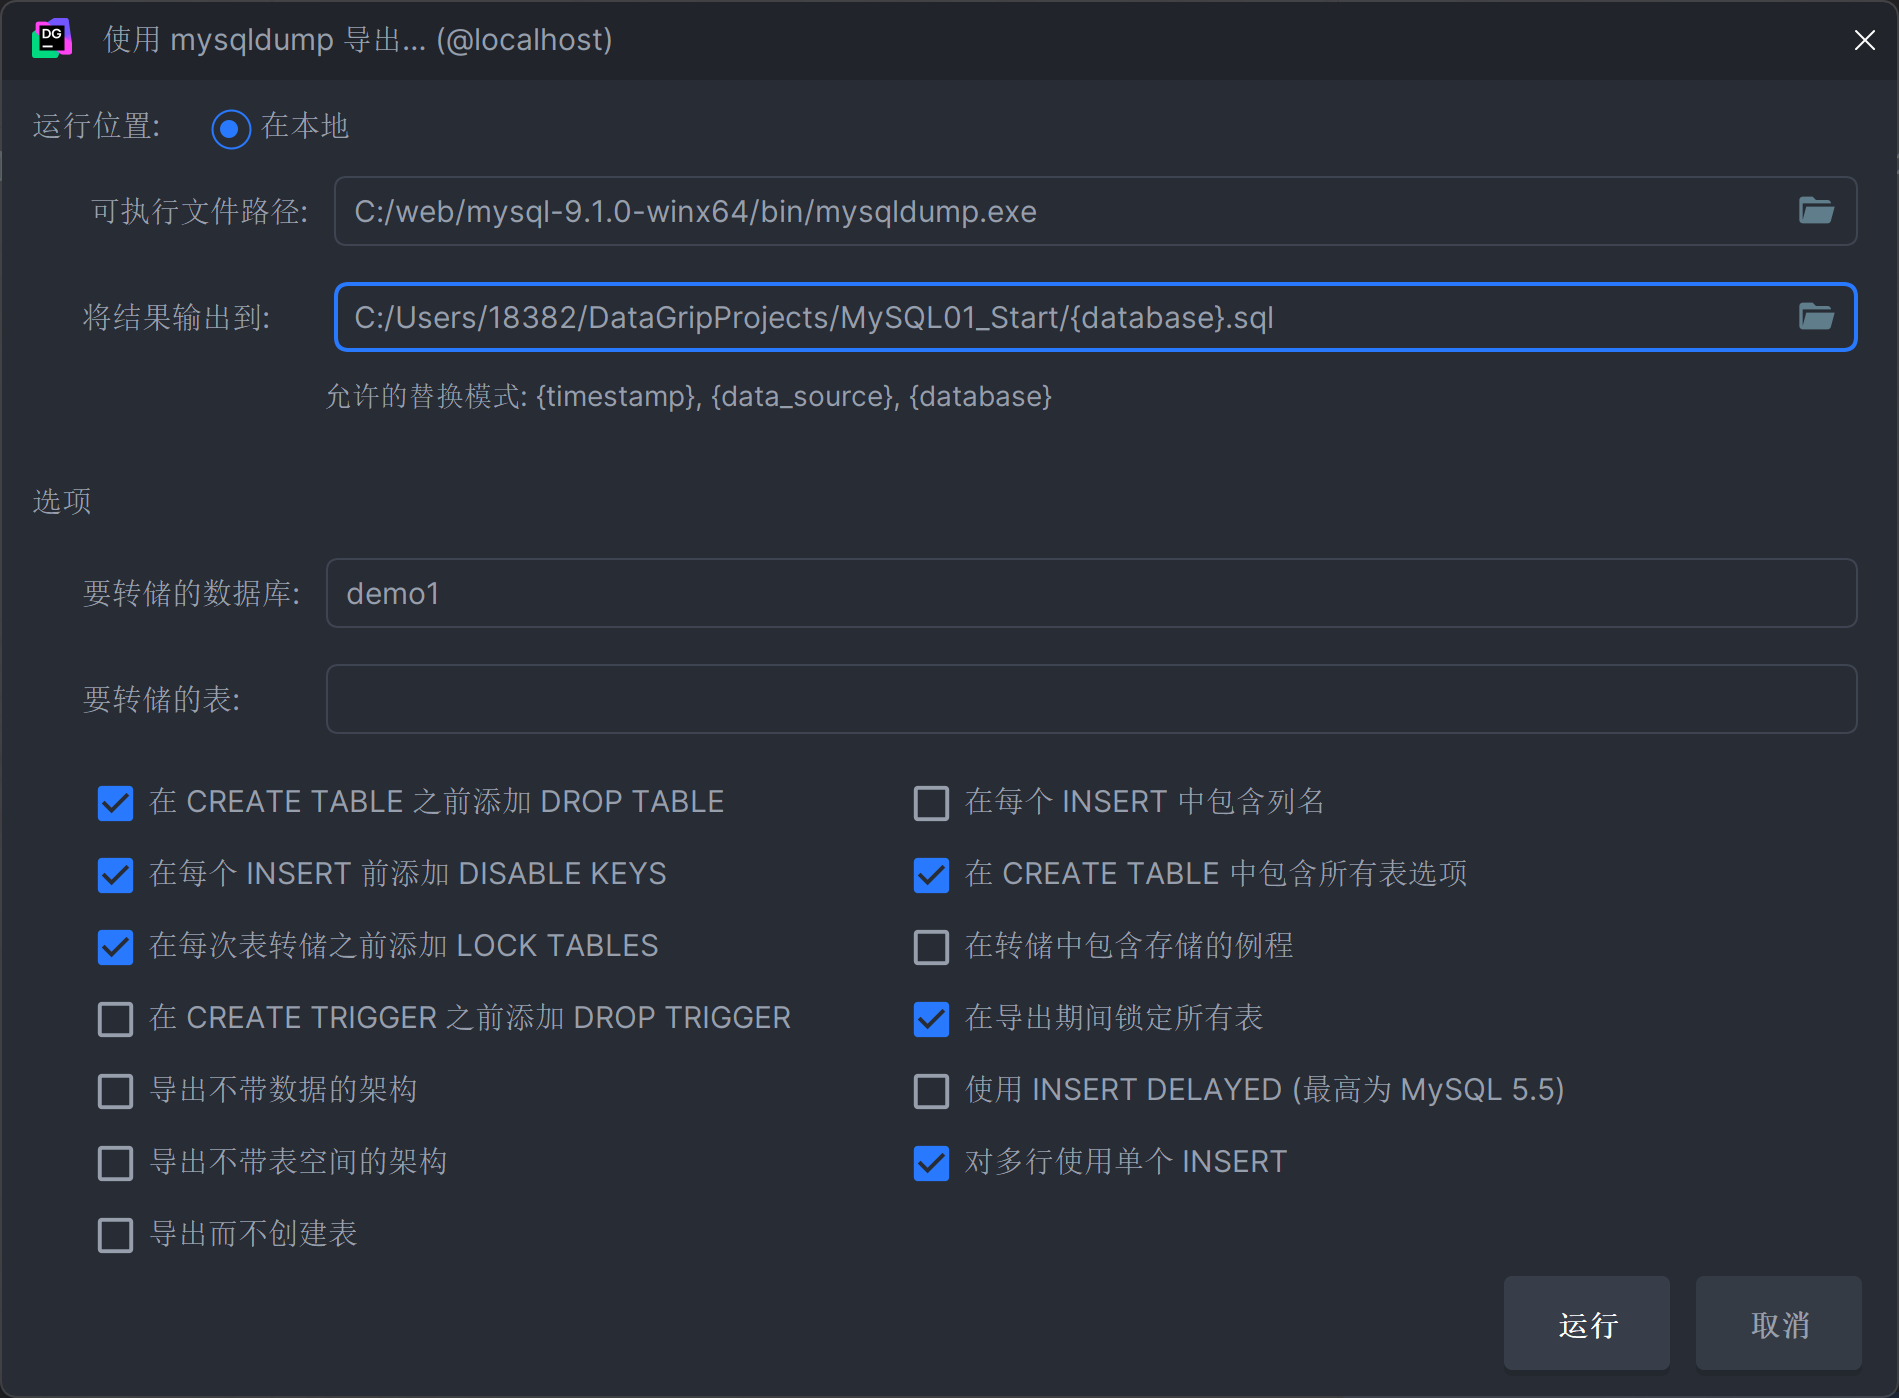 DG
使用 mysqldump 导出... (@localhost)
运行位置: 在本地
可执行文件路径: C:/web/mysql-9.1.0-winx64/bin/mysqldump.exe
将结果输出到: C:/Users/18382/DataGripProjects/MySQL01_Start/{database}.sql
允许的替换模式: {timestamp}, {data_source}, {database}
选项
要转储的数据库: demo1
要转储的表:
在 CREATE TABLE 之前添加 DROP TABLE
在每个 INSERT 中包含列名
在每个 INSERT 前添加 DISABLE KEYS
在 CREATE TABLE 中包含所有表选项
在每次表转储之前添加 LOCK TABLES
在转储中包含存储的例程
在 CREATE TRIGGER 之前添加 DROP TRIGGER
在导出期间锁定所有表
导出不带数据的架构
使用 INSERT DELAYED (最高为 MySQL 5.5)
导出不带表空间的架构
对多行使用单个 INSERT
导出而不创建表
运行 取消